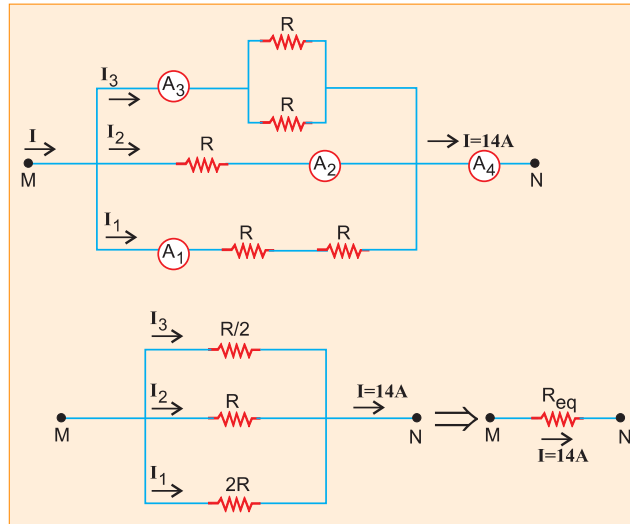 R
I3
A3
R
I
I2
R
A2
I=14A
A4
M
N
I1
A1
R
R
I3
R/2
I2
R
I=14A
Req
M
N
M
N
I=14A
I1
2R